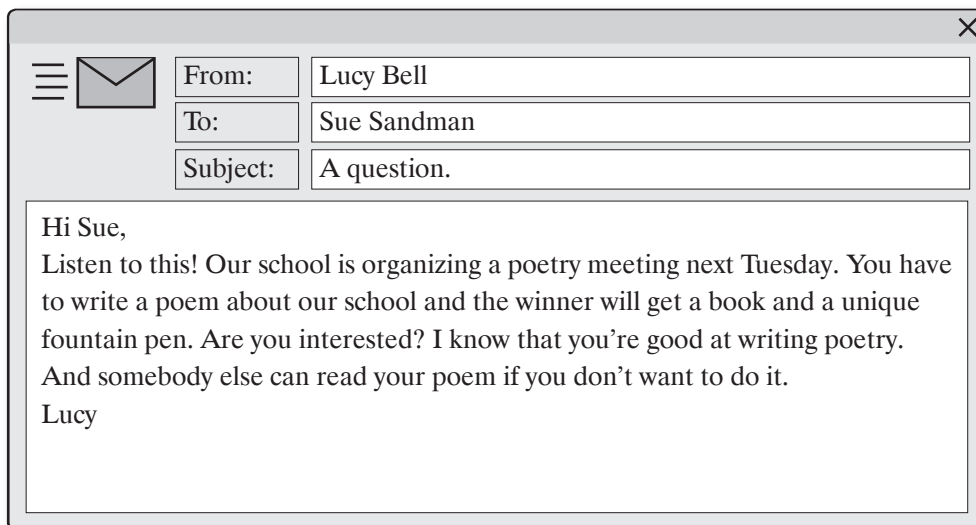 From: Lucy Bell
To: Sue Sandman
Subject: A question.
Hi Sue,
Listen to this! Our school is organizing a poetry meeting next Tuesday. You have
to write a poem about our school and the winner will get a book and a unique
fountain pen. Are you interested? I know that you’re good at writing poetry.
And somebody else can read your poem if you don’t want to do it.
Lucy